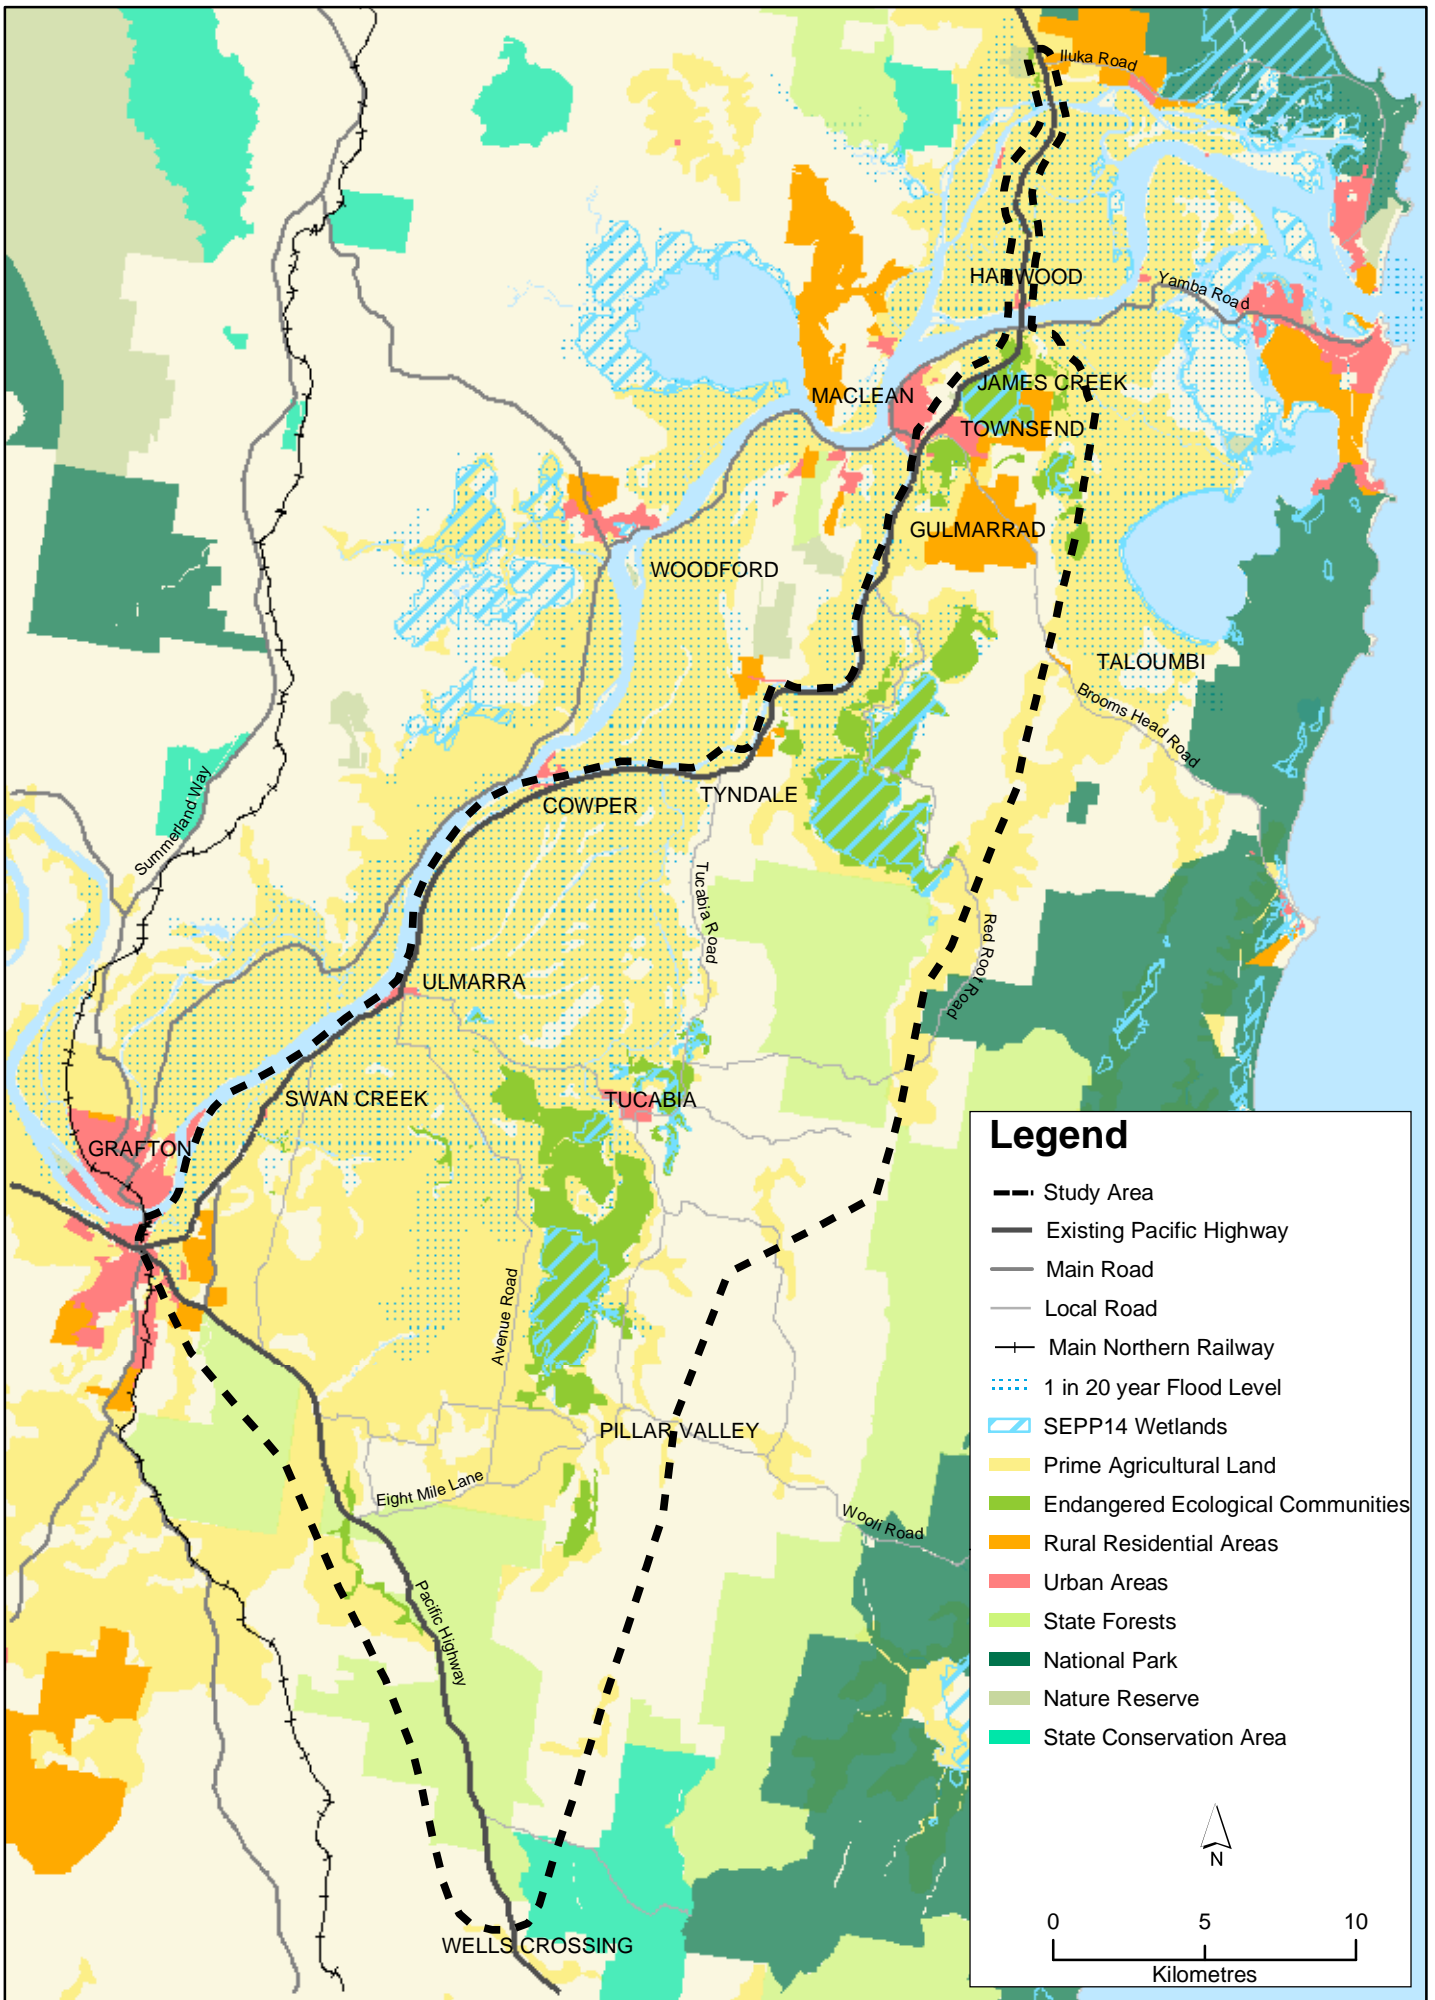 Iluka Road
HARWOOD
Yamba Road
JAMES CREEK
MACLEAN
TOWNSEND
GULMARRAD
WOODFORD
TALOUMBI
Brooms Head Road
Summerland Way
COWPER
TYNDALE
Tucabia Road
Red Root Road
ULMARRA
SWAN CREEK
TUCABIA
GRAFTON
Avenue Road
PILLAR VALLEY
Eight Mile Lane
Wooli Road
Pacific Highway
WELLS CROSSING
Legend
Study Area
Existing Pacific Highway
Main Road
Local Road
Main Northern Railway
1 in 20 year Flood Level
SEPP14 Wetlands
Prime Agricultural Land
Endangered Ecological Communities
Rural Residential Areas
Urban Areas
State Forests
National Park
Nature Reserve
State Conservation Area
N
0 5 10
Kilometres